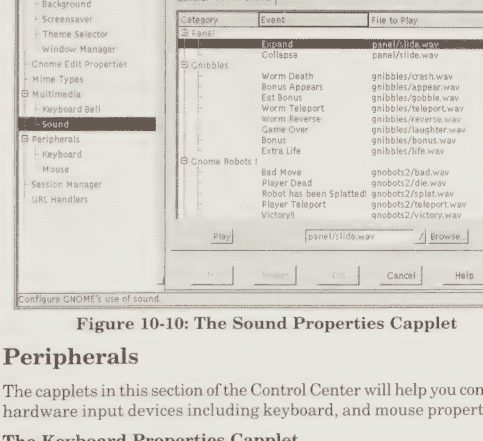 Background
Screensaver
Theme Selector
Window Manager
Gnome Edit Properties
Mime Types
Multimedia
Keyboard Bell
Sound
Peripherals
Keyboard
Mouse
Session Manager
URL Handlers
Category Event File to Play
Panel
Expand panel/slide.wav
Collapse panel/slide.wav
Gnibbles
Worm Death gnibbles/crash.wav
Bonus Appears gnibbles/appear.wav
Eat Bonus gnibbles/gobble.wav
Worm Teleport gnibbles/teleport.wav
Worm Reverse gnibbles/reverse.wav
Game Over gnibbles/laughter.wav
Bonus gnibbles/bonus.wav
Extra Life gnibbles/life.wav
Gnome Robots I
Bad Move gnobots2/bad.wav
Player Dead gnobots2/die.wav
Robot has been Splatted! gnobots2/splat.wav
Player Teleport gnobots2/teleport.wav
Victory!! gnobots2/victory.wav
Play panel/slide.wav Browse...
Try Revert OK Cancel Help
Configure GNOME's use of sound.
Figure 10-10: The Sound Properties Capplet
Peripherals
The capplets in this section of the Control Center will help you con
hardware input devices including keyboard, and mouse propert
The Keyboard Properties Capplet